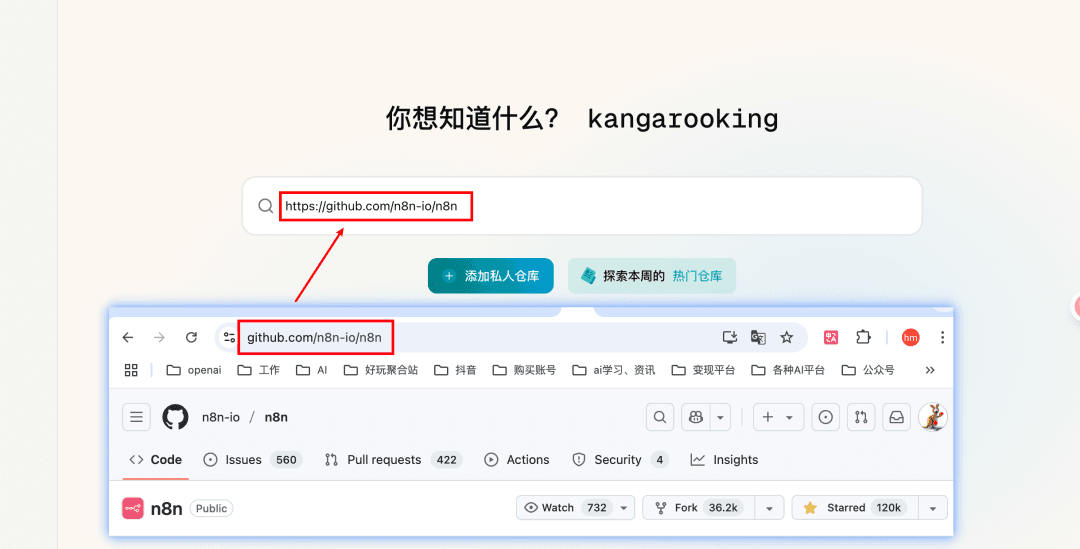 你想知道什么? kangarooking
https://github.com/n8n-io/n8n
添加私人仓库 探索本周的 热门仓库
github.com/n8n-io/n8n hm
openai 工作 AI 好玩聚合站 抖音 购买账号 ai学习、资讯 变现平台 各种AI平台 公众号 »
n8n-io / n8n
Code Issues 560 Pull requests 422 Actions Security 4 Insights
n8n Public Watch 732 Fork 36.2k Starred 120k